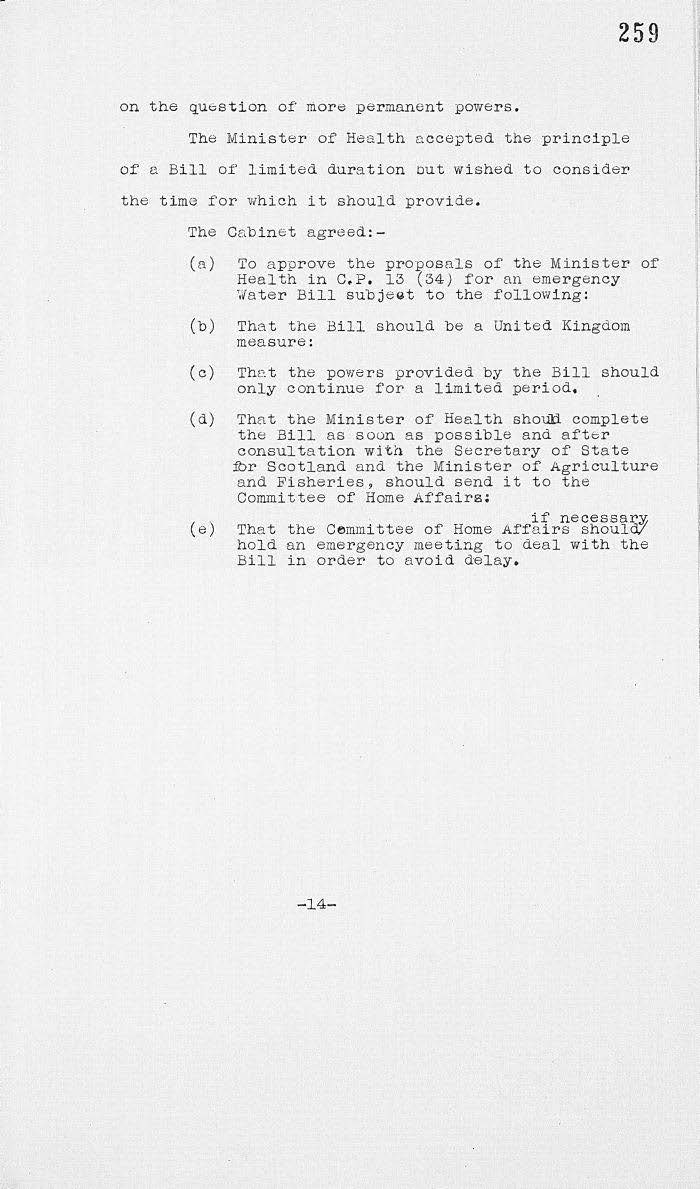 259
on the question of more permanent powers.
The Minister of Health accepted the principle
of a Bill of limited duration but wished to consider
the time for which it should provide.
The Cabinet agreed:-
(a) To approve the proposals of the Minister of
Health in C.P. 13 (34) for an emergency
Water Bill subject to the following:
(b) That the Bill should be a United Kingdom
measure:
(c) That the powers provided by the Bill should
only continue for a limited period.
(d) That the Minister of Health should complete
the Bill as soon as possible and after
consultation with the Secretary of State
for Scotland and the Minister of Agriculture
and Fisheries, should send it to the
Committee of Home Affairs:
if necessary
(e) That the Committee of Home Affairs should/
hold an emergency meeting to deal with the
Bill in order to avoid delay.
-14-